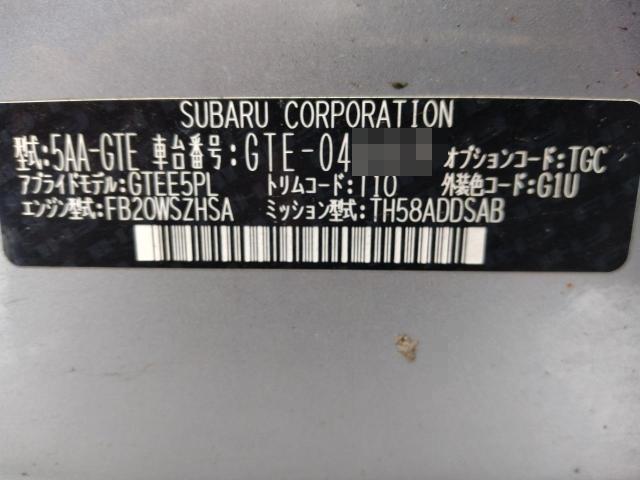 SUBARU CORPORATION
型式:5AA-GTE 車台番号:GTE-04 オプションコード:TGC
アプライドモデル:GTEE5PL トリムコード:T10 外装色コード:G1U
エンジン型式:FB20WSZHSA ミッション型式:TH58ADDSAB